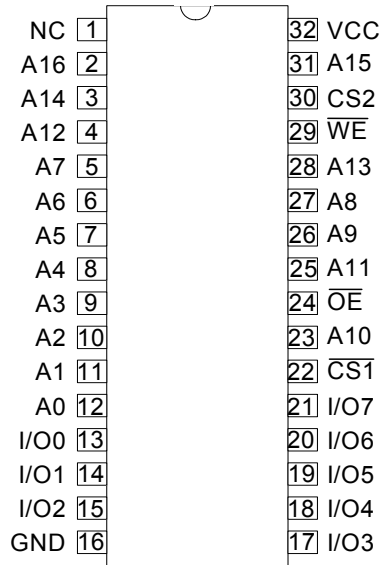 NC 1 32 VCC
A16 2 31 A15
A14 3 30 CS2
A12 4 29 W̅E̅
A7 5 28 A13
A6 6 27 A8
A5 7 26 A9
A4 8 25 A11
A3 9 24 O̅E̅
A2 10 23 A10
A1 11 22 C̅S̅1̅
A0 12 21 I/O7
I/O0 13 20 I/O6
I/O1 14 19 I/O5
I/O2 15 18 I/O4
GND 16 17 I/O3